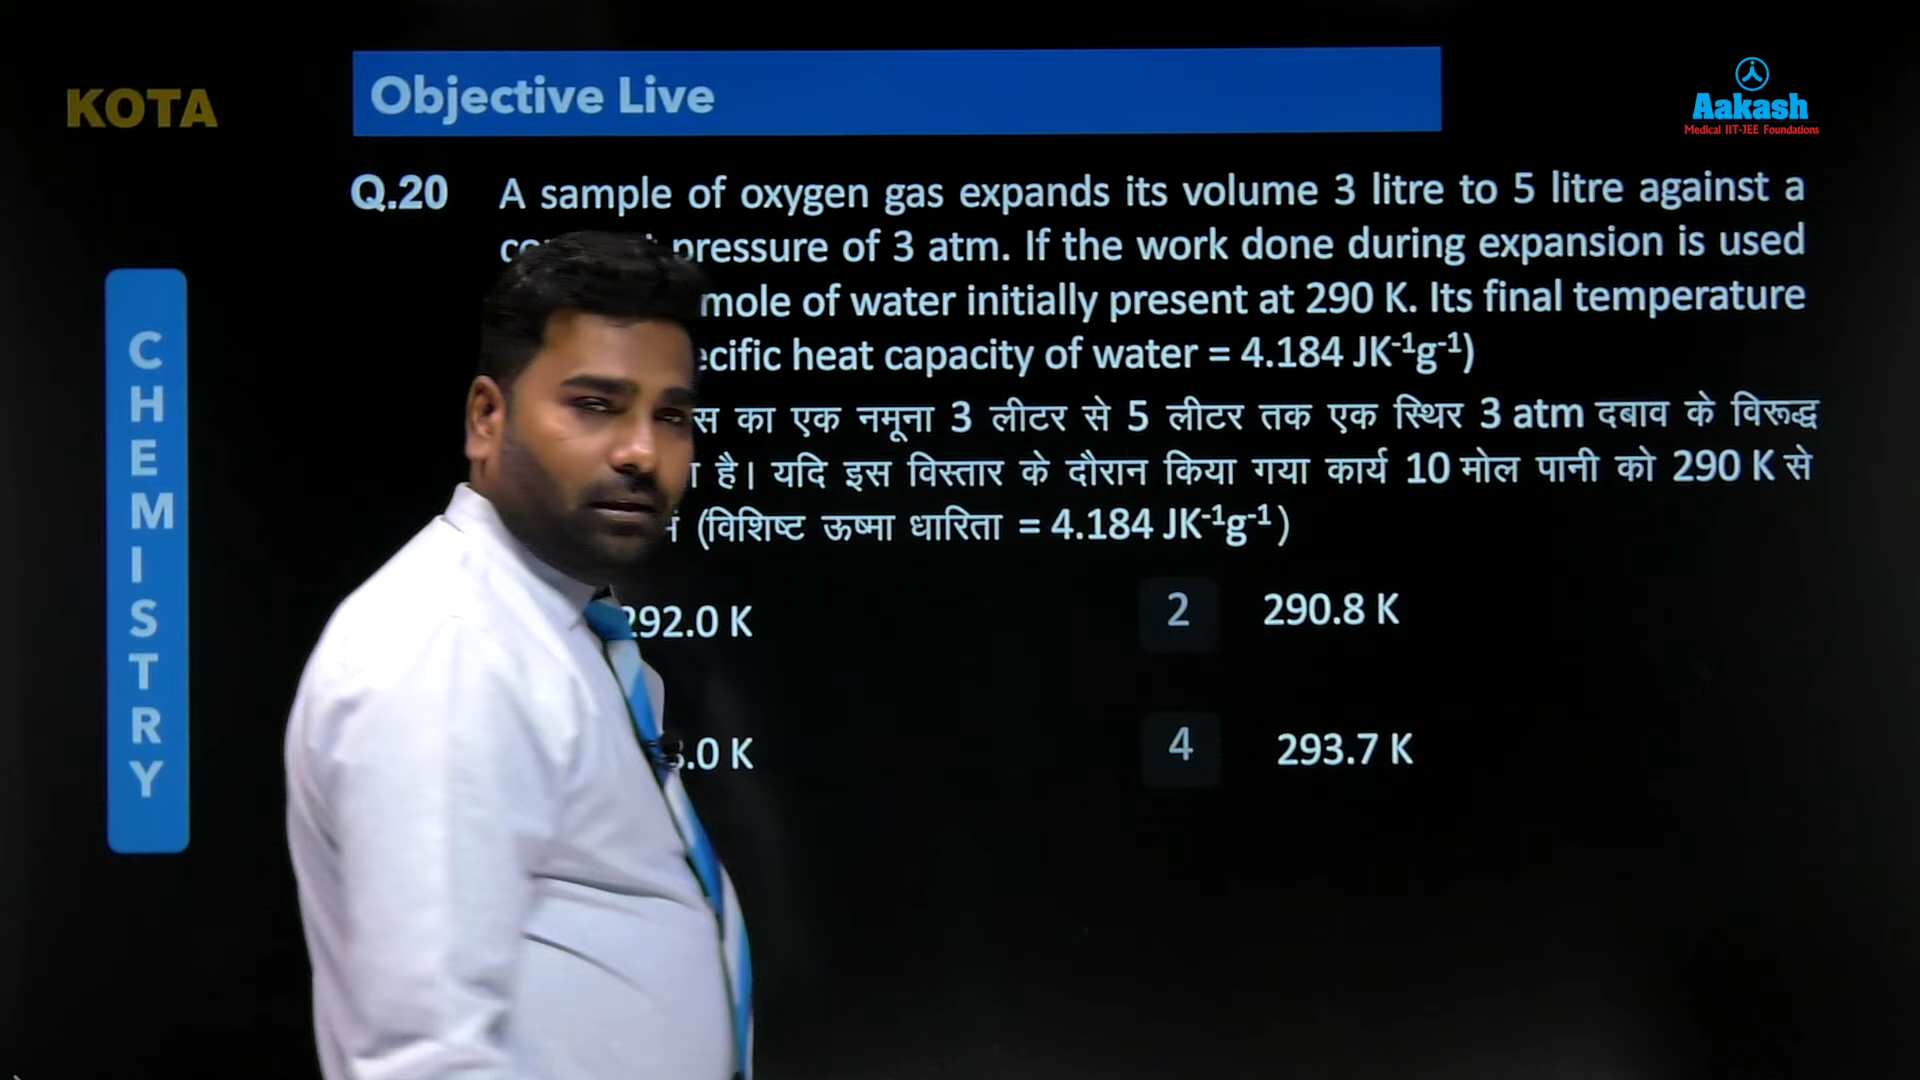 KOTA
Objective Live
Aakash
Medical IIT-JEE Foundations
Q.20 A sample of oxygen gas expands its volume 3 litre to 5 litre against a
pressure of 3 atm. If the work done during expansion is used
mole of water initially present at 290 K. Its final temperature
heat capacity of water = 4.184 JK⁻¹g⁻¹)
का एक नमूना 3 लीटर से 5 लीटर तक एक स्थिर 3 atm दबाव के विरूद्ध
है। यदि इस विस्तार के दौरान किया गया कार्य 10 मोल पानी को 290 K से
(विशिष्ट ऊष्मा धारिता = 4.184 JK⁻¹g⁻¹)
292.0 K
2 290.8 K
K
4 293.7 K
CHEMISTRY